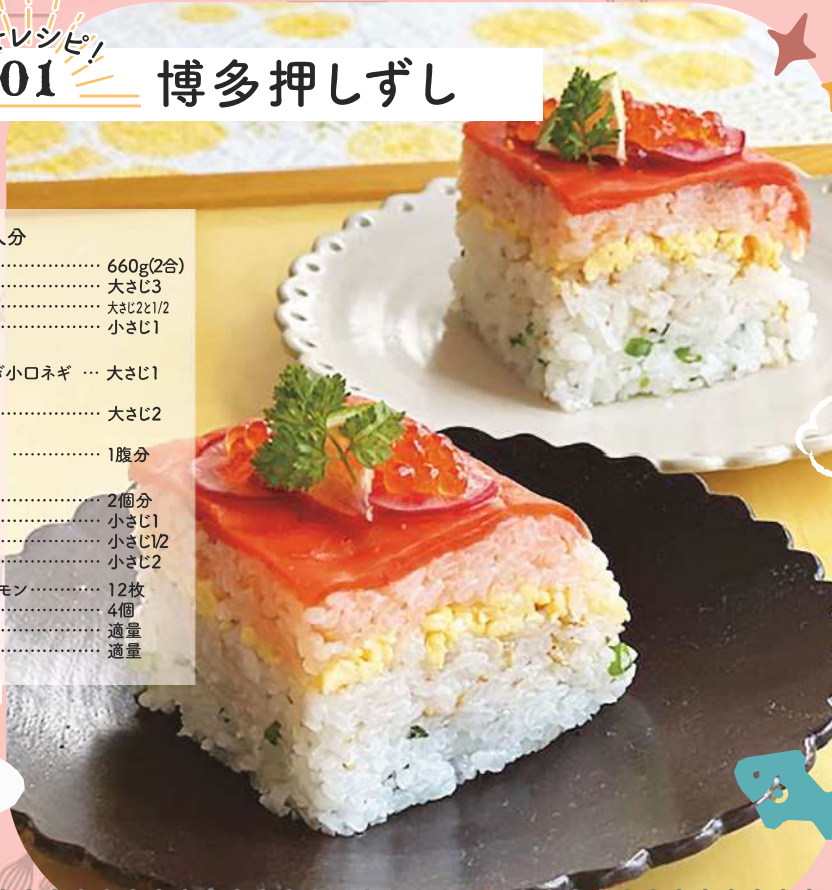 レシピ!
01
博多押しずし
人分
660g(2合)
大さじ3
大さじ2と1/2
小さじ1
小口ネギ … 大さじ1
大さじ2
1腹分
2個分
小さじ1
小さじ1/2
小さじ2
モン 12枚
4個
適量
適量